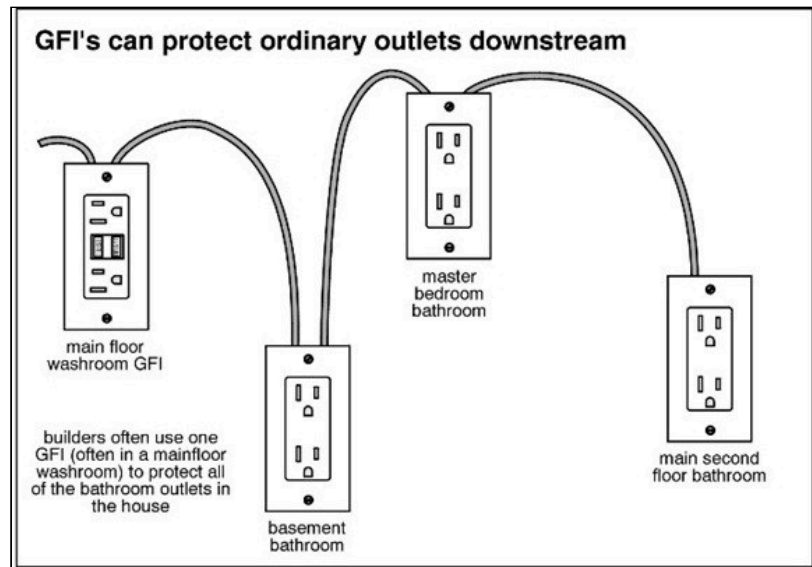 GFI's can protect ordinary outlets downstream
main floor
washroom GFI
builders often use one
GFI (often in a mainfloor
washroom) to protect all
of the bathroom outlets in
the house
basement
bathroom
master
bedroom
bathroom
main second
floor bathroom